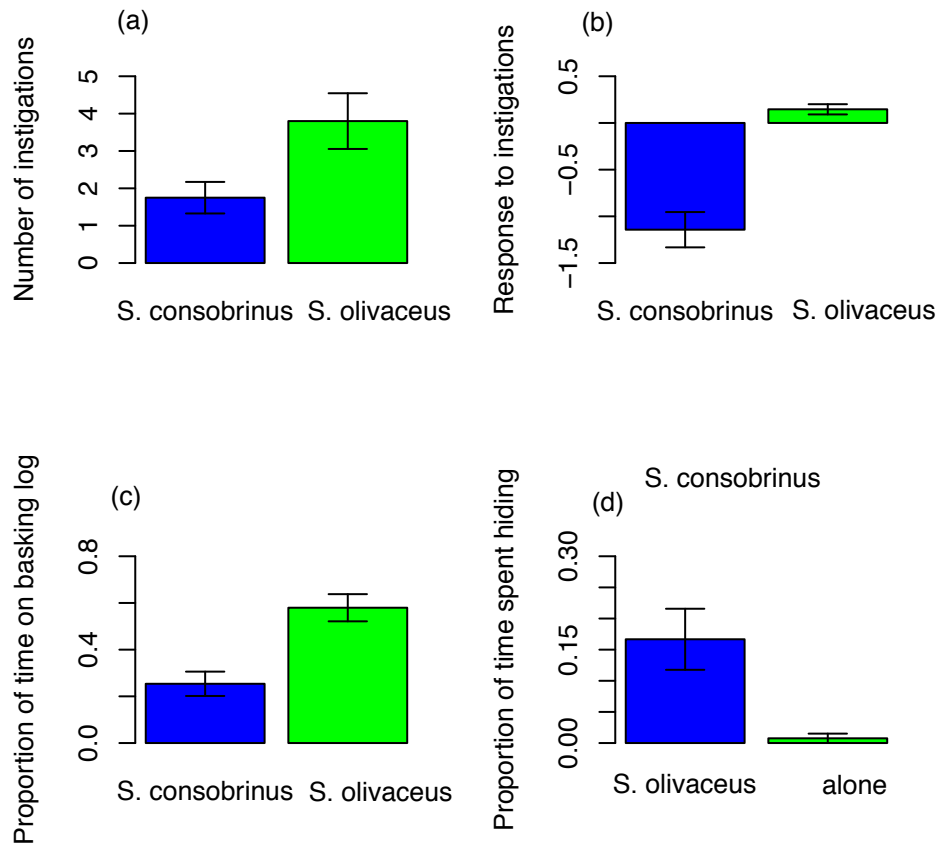 (a)
Number of instigations
5
4
3
2
1
0
S. consobrinus S. olivaceus
(b)
Response to instigations
0.5
−0.5
−1.5
S. consobrinus S. olivaceus
(c)
Proportion of time on basking log
0.8
0.4
0.0
S. consobrinus S. olivaceus
S. consobrinus
(d)
Proportion of time spent hiding
0.30
0.15
0.00
S. olivaceus alone